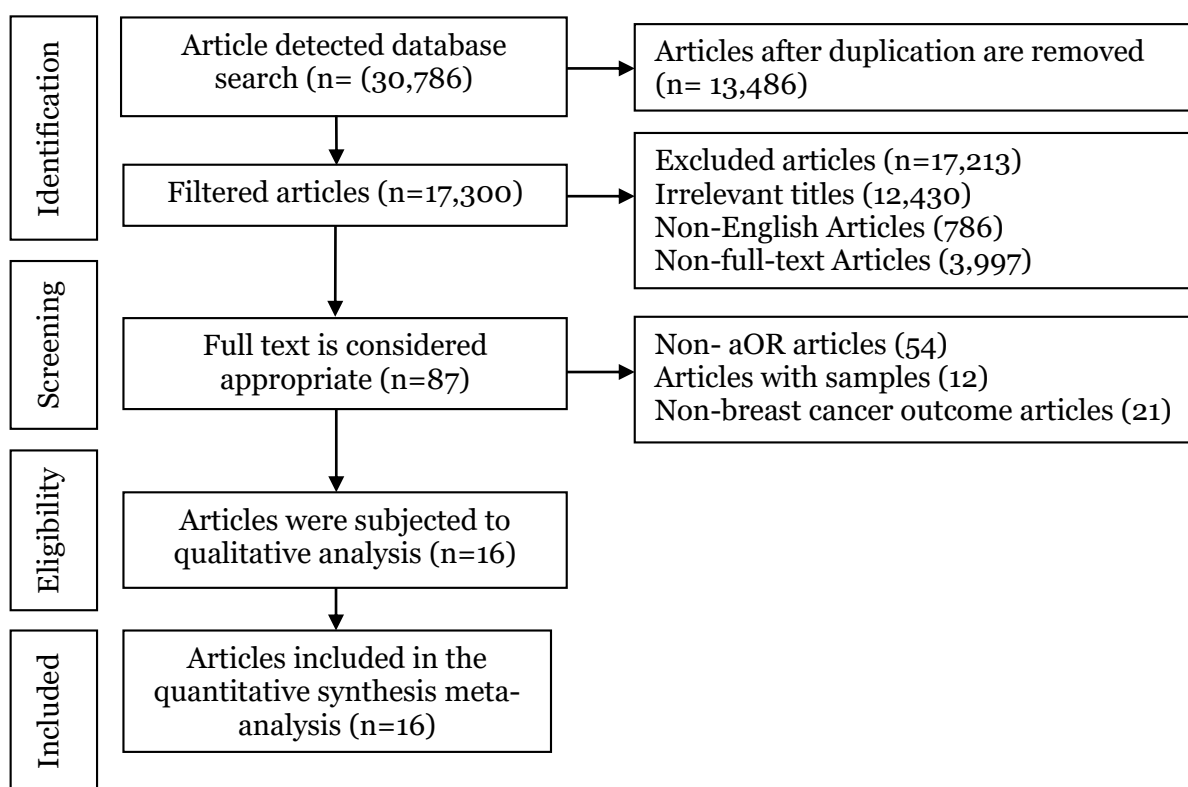 Identification
Article detected database
search (n= (30,786)
Articles after duplication are removed
(n= 13,486)
Filtered articles (n=17,300)
Excluded articles (n=17,213)
Irrelevant titles (12,430)
Non-English Articles (786)
Non-full-text Articles (3,997)
Screening
Full text is considered
appropriate (n=87)
Non- aOR articles (54)
Articles with samples (12)
Non-breast cancer outcome articles (21)
Eligibility
Articles were subjected to
qualitative analysis (n=16)
Included
Articles included in the
quantitative synthesis meta-
analysis (n=16)